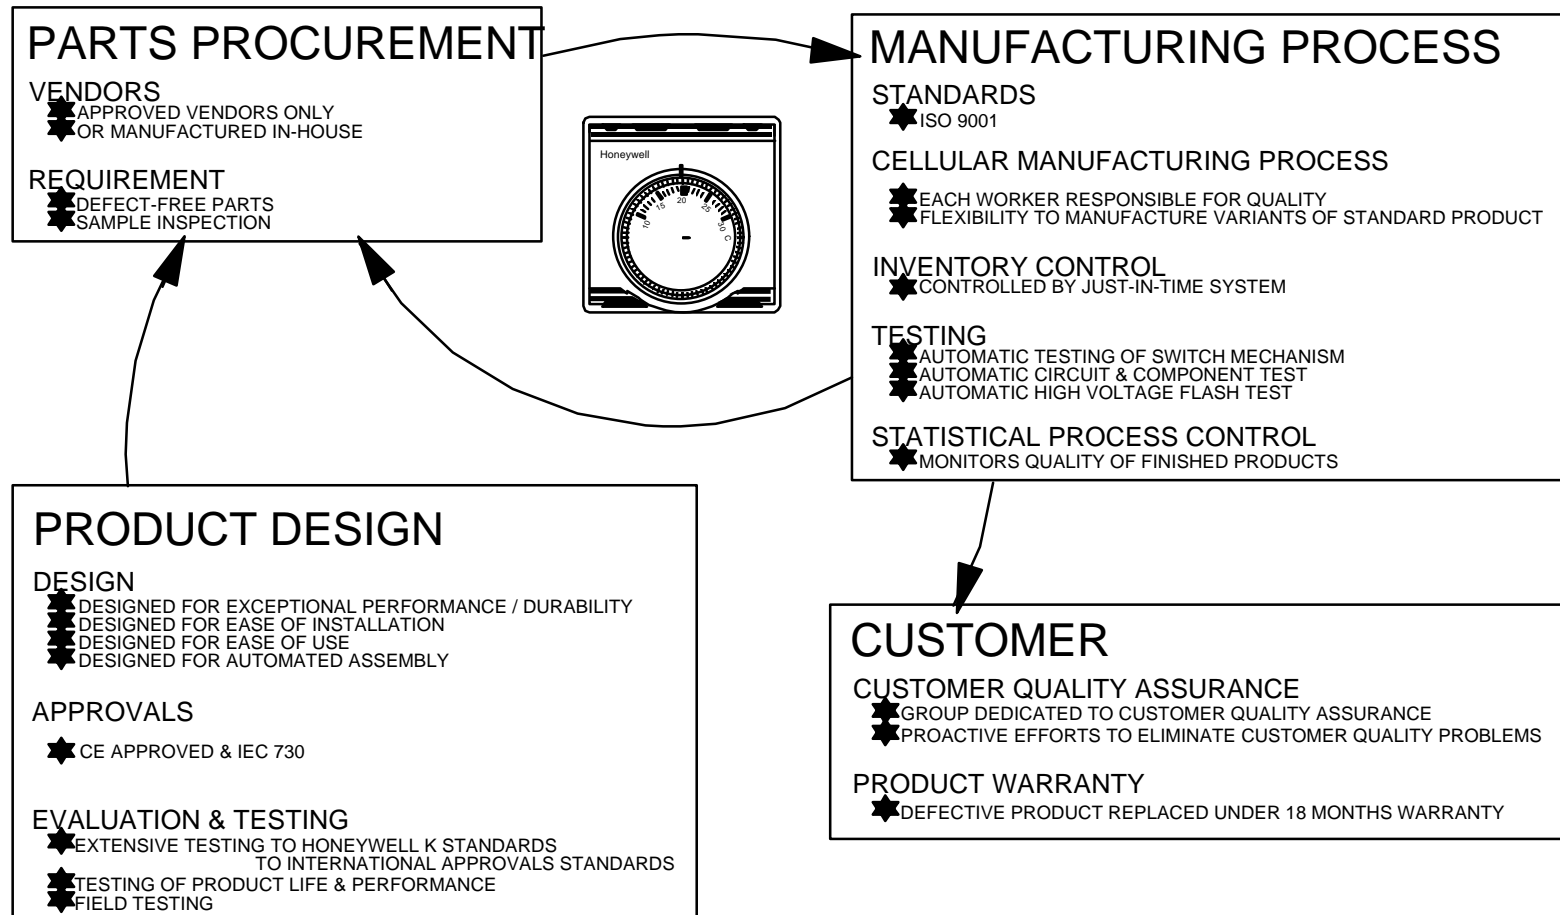 PARTS PROCUREMENT
VENDORS
APPROVED VENDORS ONLY
OR MANUFACTURED IN-HOUSE
REQUIREMENT
DEFECT-FREE PARTS
SAMPLE INSPECTION
Honeywell
10 15 20 25 30 C
MANUFACTURING PROCESS
STANDARDS
ISO 9001
CELLULAR MANUFACTURING PROCESS
EACH WORKER RESPONSIBLE FOR QUALITY
FLEXIBILITY TO MANUFACTURE VARIANTS OF STANDARD PRODUCT
INVENTORY CONTROL
CONTROLLED BY JUST-IN-TIME SYSTEM
TESTING
AUTOMATIC TESTING OF SWITCH MECHANISM
AUTOMATIC CIRCUIT & COMPONENT TEST
AUTOMATIC HIGH VOLTAGE FLASH TEST
STATISTICAL PROCESS CONTROL
MONITORS QUALITY OF FINISHED PRODUCTS
PRODUCT DESIGN
DESIGN
DESIGNED FOR EXCEPTIONAL PERFORMANCE / DURABILITY
DESIGNED FOR EASE OF INSTALLATION
DESIGNED FOR EASE OF USE
DESIGNED FOR AUTOMATED ASSEMBLY
APPROVALS
CE APPROVED & IEC 730
EVALUATION & TESTING
EXTENSIVE TESTING TO HONEYWELL K STANDARDS
TO INTERNATIONAL APPROVALS STANDARDS
TESTING OF PRODUCT LIFE & PERFORMANCE
FIELD TESTING
CUSTOMER
CUSTOMER QUALITY ASSURANCE
GROUP DEDICATED TO CUSTOMER QUALITY ASSURANCE
PROACTIVE EFFORTS TO ELIMINATE CUSTOMER QUALITY PROBLEMS
PRODUCT WARRANTY
DEFECTIVE PRODUCT REPLACED UNDER 18 MONTHS WARRANTY